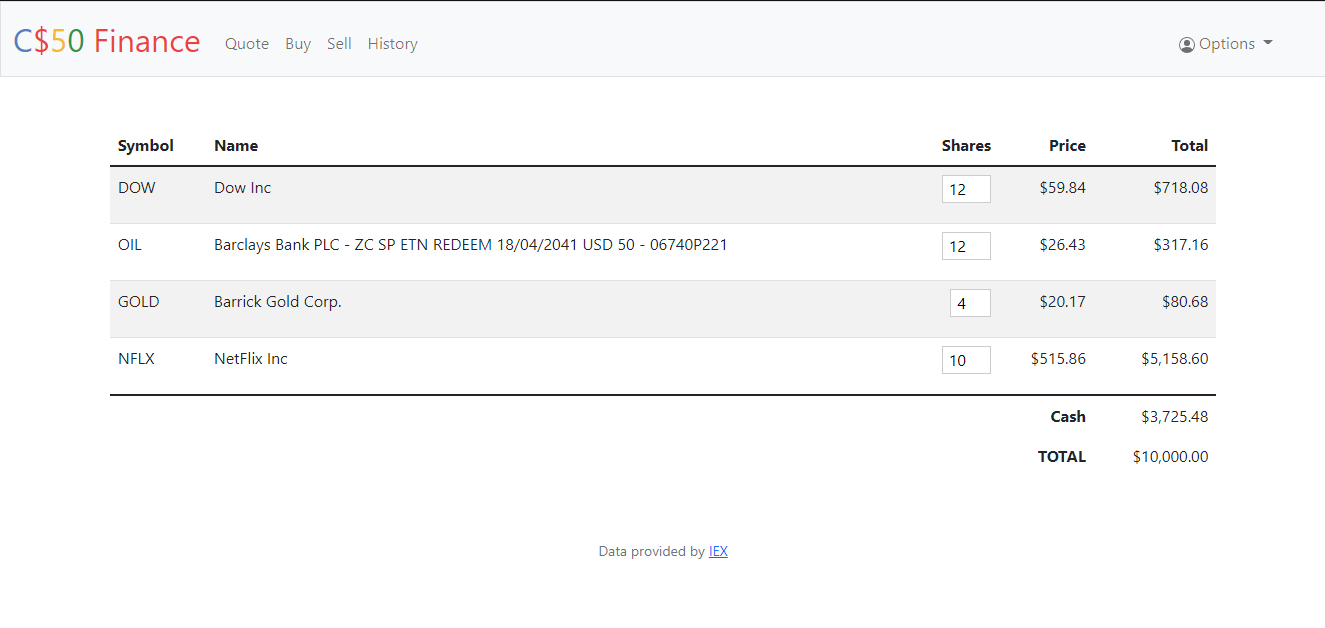 C$50 Finance Quote Buy Sell History Options
Symbol Name Shares Price Total
DOW Dow Inc 12 $59.84 $718.08
OIL Barclays Bank PLC - ZC SP ETN REDEEM 18/04/2041 USD 50 - 06740P221 12 $26.43 $317.16
GOLD Barrick Gold Corp. 4 $20.17 $80.68
NFLX NetFlix Inc 10 $515.86 $5,158.60
Cash $3,725.48
TOTAL $10,000.00
Data provided by IEX